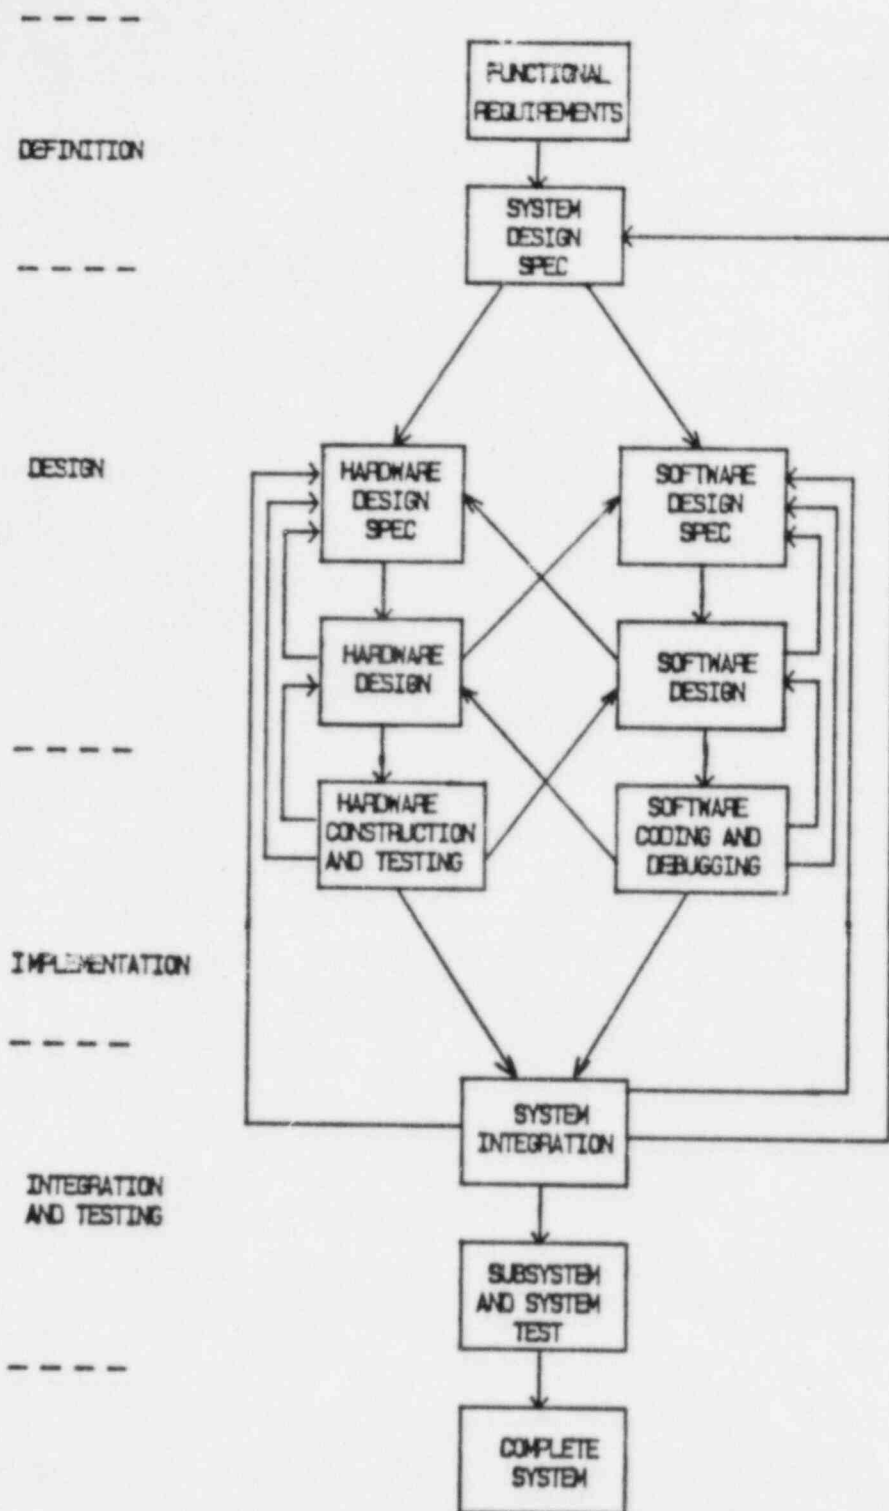 FUNCTIONAL
REQUIREMENTS
DEFINITION
SYSTEM
DESIGN
SPEC
DESIGN
HARDWARE
DESIGN
SPEC
SOFTWARE
DESIGN
SPEC
HARDWARE
DESIGN
SOFTWARE
DESIGN
HARDWARE
CONSTRUCTION
AND TESTING
SOFTWARE
CODING AND
DEBUGGING
IMPLEMENTATION
SYSTEM
INTEGRATION
INTEGRATION
AND TESTING
SUBSYSTEM
AND SYSTEM
TEST
COMPLETE
SYSTEM